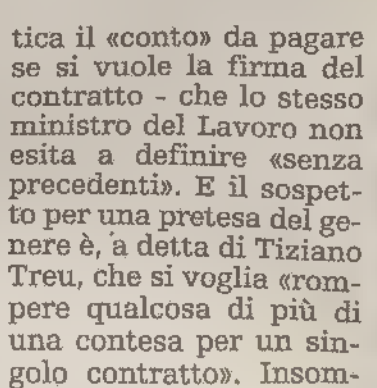 tica il «conto» da pagare
se si vuole la firma del
contratto - che lo stesso
ministro del Lavoro non
esita a definire «senza
precedenti». E il sospet-
to per una pretesa del ge-
nere è, a detta di Tiziano
Treu, che si voglia «rom-
pere qualcosa di più di
una contesa per un sin-
golo contratto». Insom-